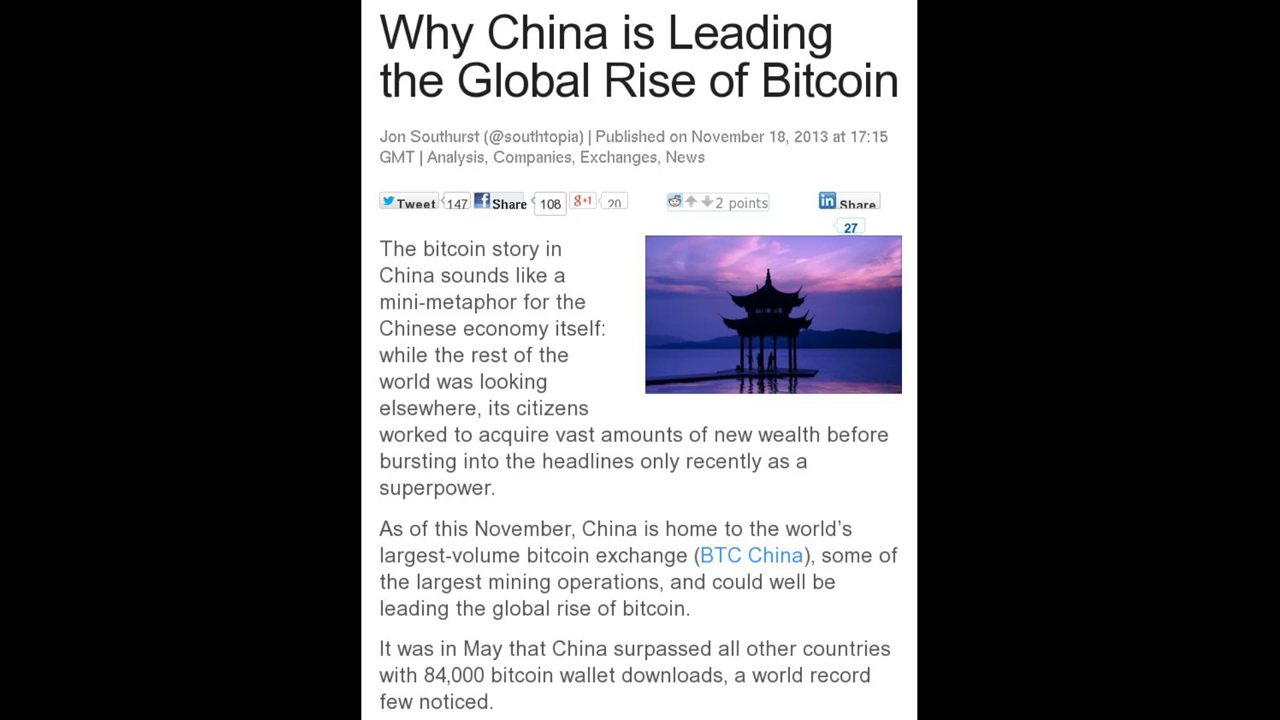 Why China is Leading
the Global Rise of Bitcoin
Jon Southurst (@southtopia) | Published on November 18, 2013 at 17:15
GMT | Analysis, Companies, Exchanges, News
Tweet 147 Share 108 g+1 20 2 points in Share
27
The bitcoin story in
China sounds like a
mini-metaphor for the
Chinese economy itself:
while the rest of the
world was looking
elsewhere, its citizens
worked to acquire vast amounts of new wealth before
bursting into the headlines only recently as a
superpower.
As of this November, China is home to the world’s
largest-volume bitcoin exchange (BTC China), some of
the largest mining operations, and could well be
leading the global rise of bitcoin.
It was in May that China surpassed all other countries
with 84,000 bitcoin wallet downloads, a world record
few noticed.